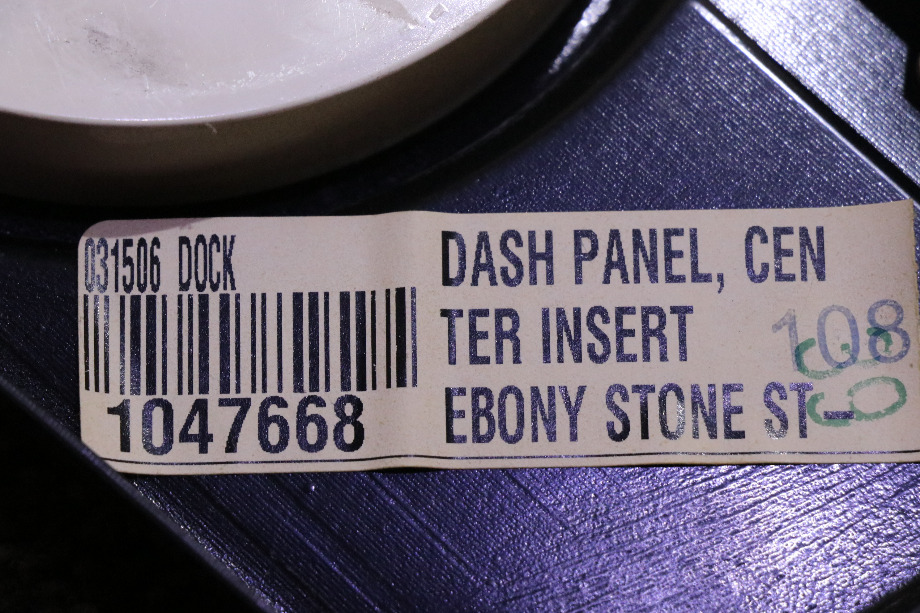 031506 DOCK
1047668
DASH PANEL, CEN
TER INSERT
EBONY STONE ST-
108